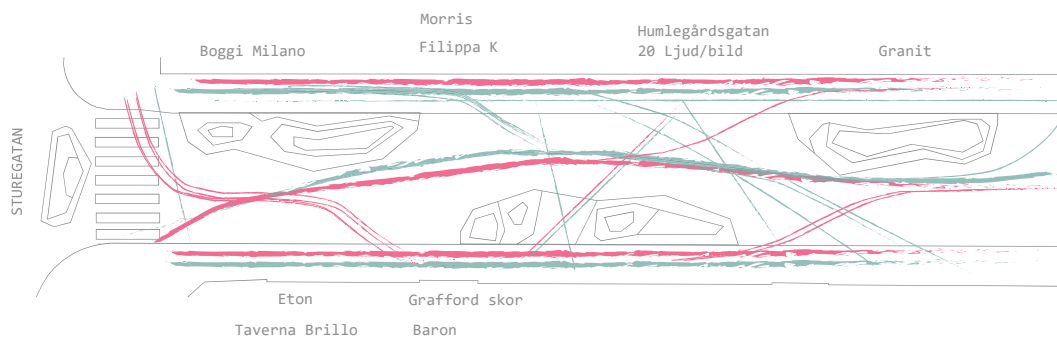 Morris
Boggi Milano
Filippa K
Humlegårdsgatan
20 Ljud/bild
Granit
STUREGATAN
Eton
Grafford skor
Taverna Brillo
Baron